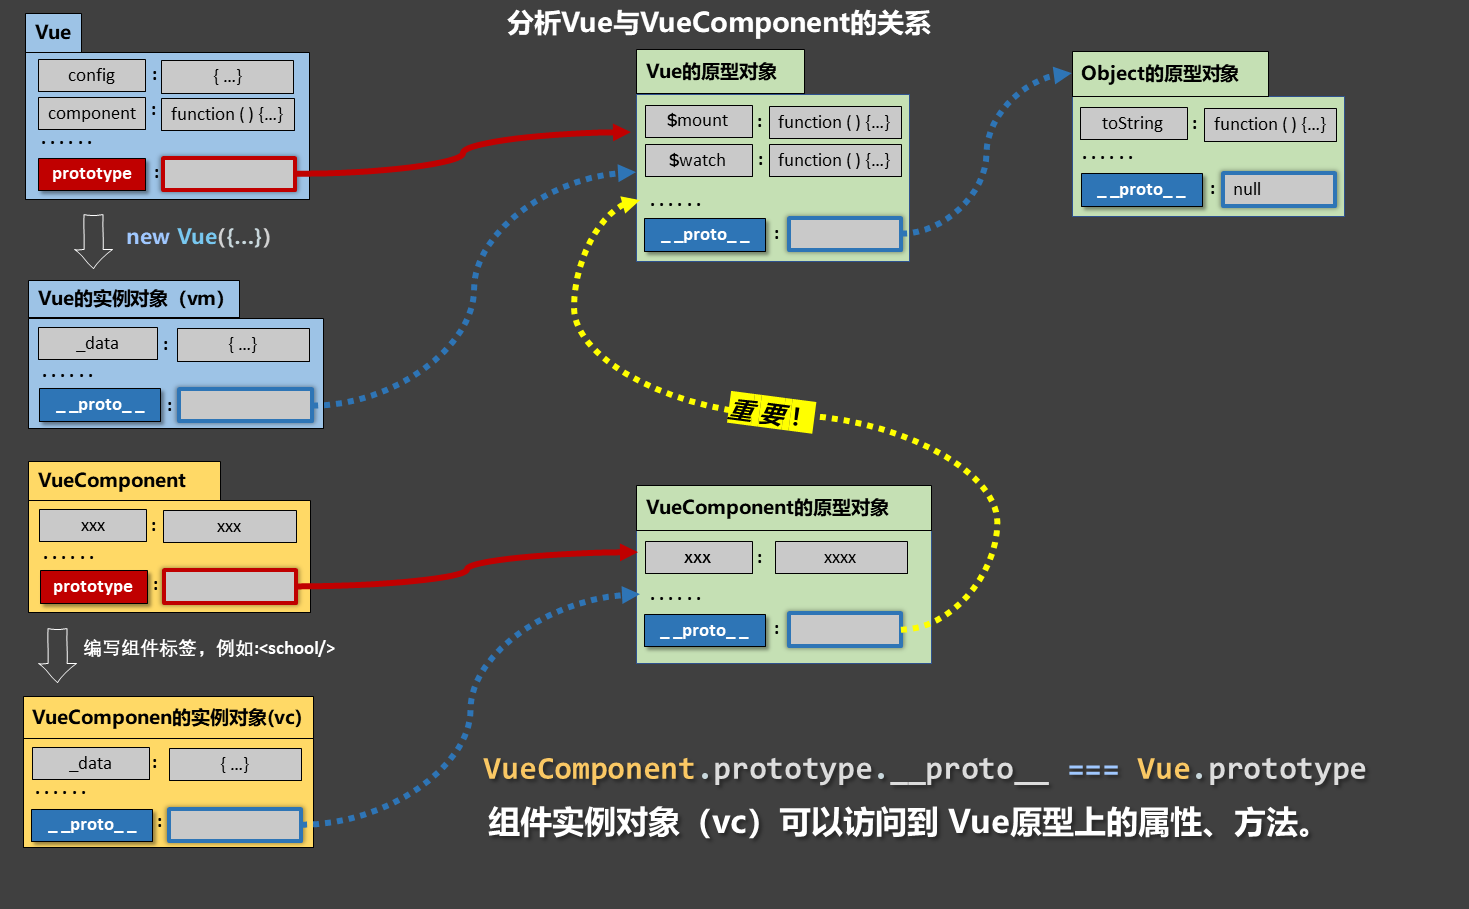 分析Vue与VueComponent的关系
Vue
config : { ...}
component : function ( ) {...}
......
prototype :
new Vue({...})
Vue的实例对象（vm）
_data : { ...}
......
_ _proto_ _ :
VueComponent
xxx : xxx
......
prototype :
编写组件标签，例如:<school/>
VueComponen的实例对象(vc)
_data : { ...}
......
_ _proto_ _ :
Vue的原型对象
$mount : function ( ) {...}
$watch : function ( ) {...}
......
_ _proto_ _ :
Object的原型对象
toString : function ( ) {...}
......
_ _proto_ _ : null
重要！
VueComponent的原型对象
xxx : xxxx
......
_ _proto_ _ :
VueComponent.prototype.__proto__ === Vue.prototype
组件实例对象（vc）可以访问到 Vue原型上的属性、方法。